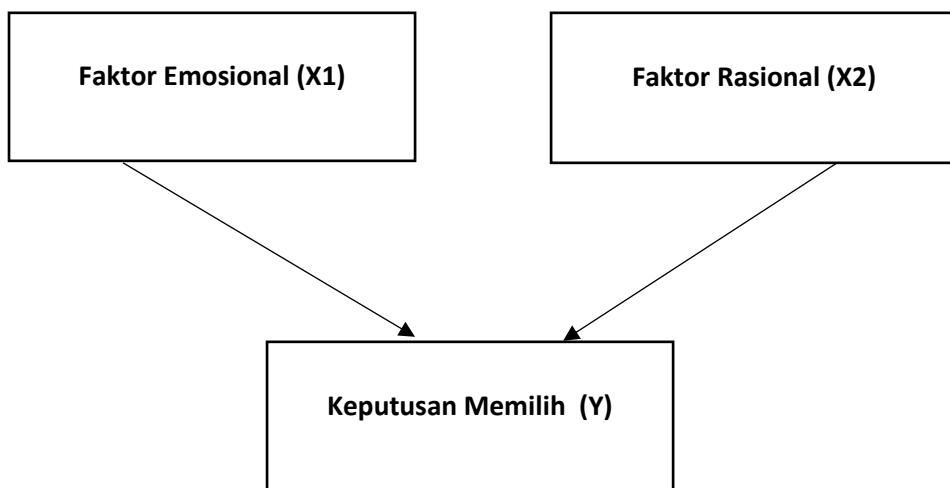 Faktor Emosional (X1)
Faktor Rasional (X2)
Keputusan Memilih (Y)